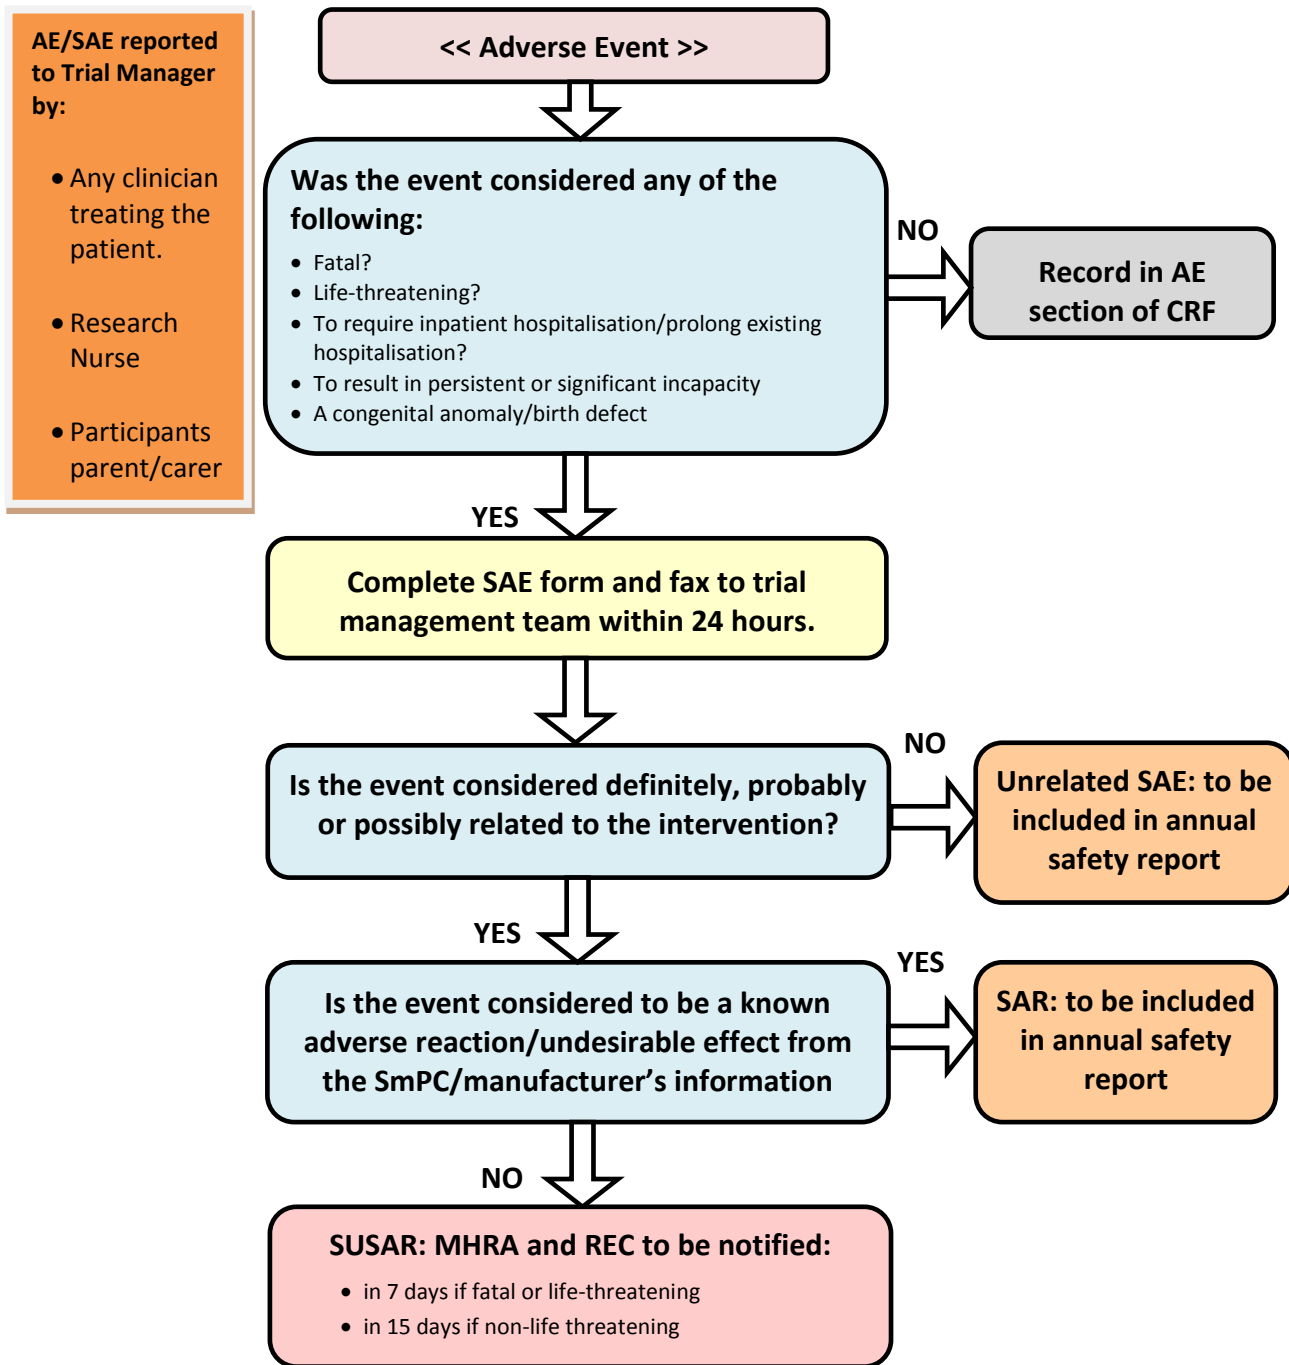 AE/SAE reported
to Trial Manager
by:
• Any clinician
treating the
patient.
• Research
Nurse
• Participants
parent/carer
<< Adverse Event >>
Was the event considered any of the
following:
• Fatal?
• Life-threatening?
• To require inpatient hospitalisation/prolong existing
hospitalisation?
• To result in persistent or significant incapacity
• A congenital anomaly/birth defect
NO
Record in AE
section of CRF
YES
Complete SAE form and fax to trial
management team within 24 hours.
Is the event considered definitely, probably
or possibly related to the intervention?
NO
Unrelated SAE: to be
included in annual
safety report
YES
Is the event considered to be a known
adverse reaction/undesirable effect from
the SmPC/manufacturer's information
YES
SAR: to be included
in annual safety
report
NO
SUSAR: MHRA and REC to be notified:
• in 7 days if fatal or life-threatening
• in 15 days if non-life threatening